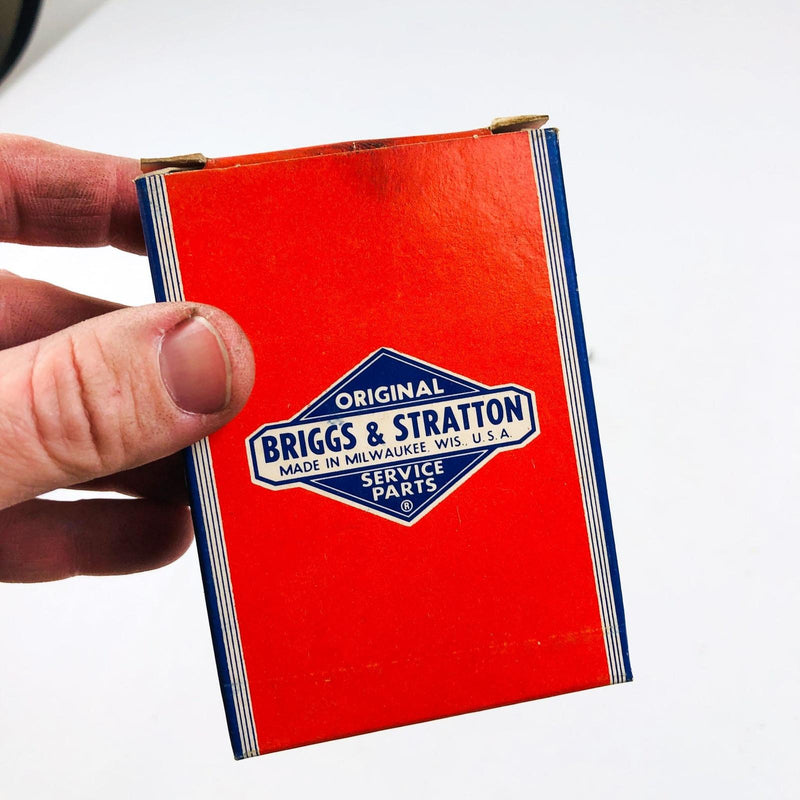 ORIGINAL
BRIGGS & STRATTON
MADE IN MILWAUKEE. WIS., U.S.A.
SERVICE
PARTS
®